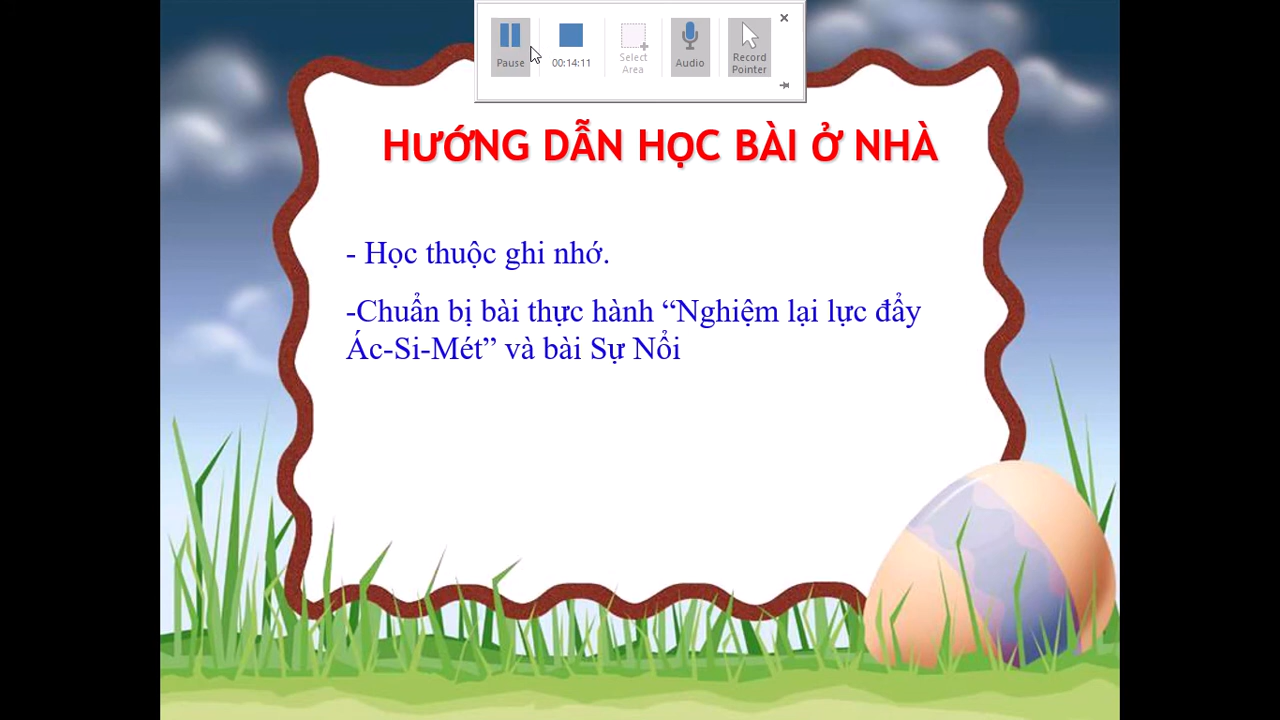 Pause
00:14:11
Select
Area
Audio
Record
Pointer
HƯỚNG DẪN HỌC BÀI Ở NHÀ
- Học thuộc ghi nhớ.
-Chuẩn bị bài thực hành “Nghiệm lại lực đẩy
Ác-Si-Mét” và bài Sự Nổi